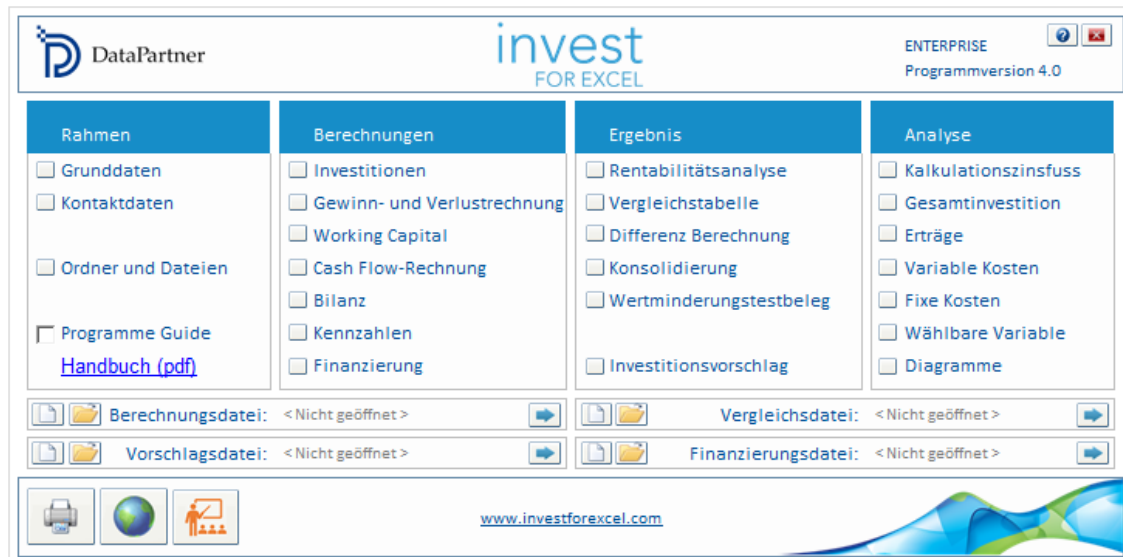 DataPartner
invest
FOR EXCEL
ENTERPRISE
Programmversion 4.0
Rahmen
Grunddaten
Kontaktdaten
Ordner und Dateien
Programme Guide
Handbuch (pdf)
Berechnungen
Investitionen
Gewinn- und Verlustrechnung
Working Capital
Cash Flow-Rechnung
Bilanz
Kennzahlen
Finanzierung
Ergebnis
Rentabilitätsanalyse
Vergleichstabelle
Differenz Berechnung
Konsolidierung
Wertminderungstestbeleg
Investitionsvorschlag
Analyse
Kalkulationszinsfuss
Gesamtinvestition
Erträge
Variable Kosten
Fixe Kosten
Wählbare Variable
Diagramme
Berechnungsdatei: < Nicht geöffnet >
Vergleichsdatei: < Nicht geöffnet >
Vorschlagsdatei: < Nicht geöffnet >
Finanzierungsdatei: < Nicht geöffnet >
www.investforexcel.com